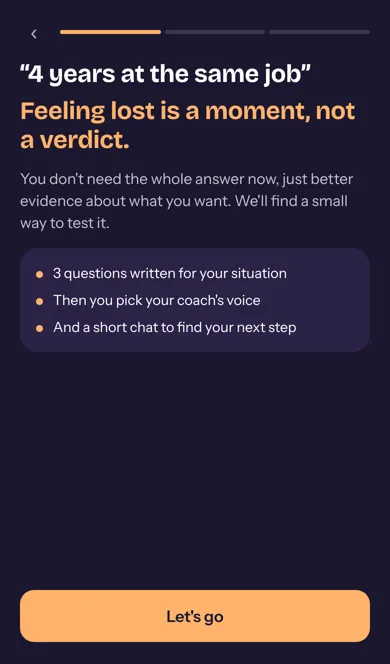 “4 years at the same job”
Feeling lost is a moment, not
a verdict.
You don't need the whole answer now, just better
evidence about what you want. We'll find a small
way to test it.
3 questions written for your situation
Then you pick your coach's voice
And a short chat to find your next step
Let's go